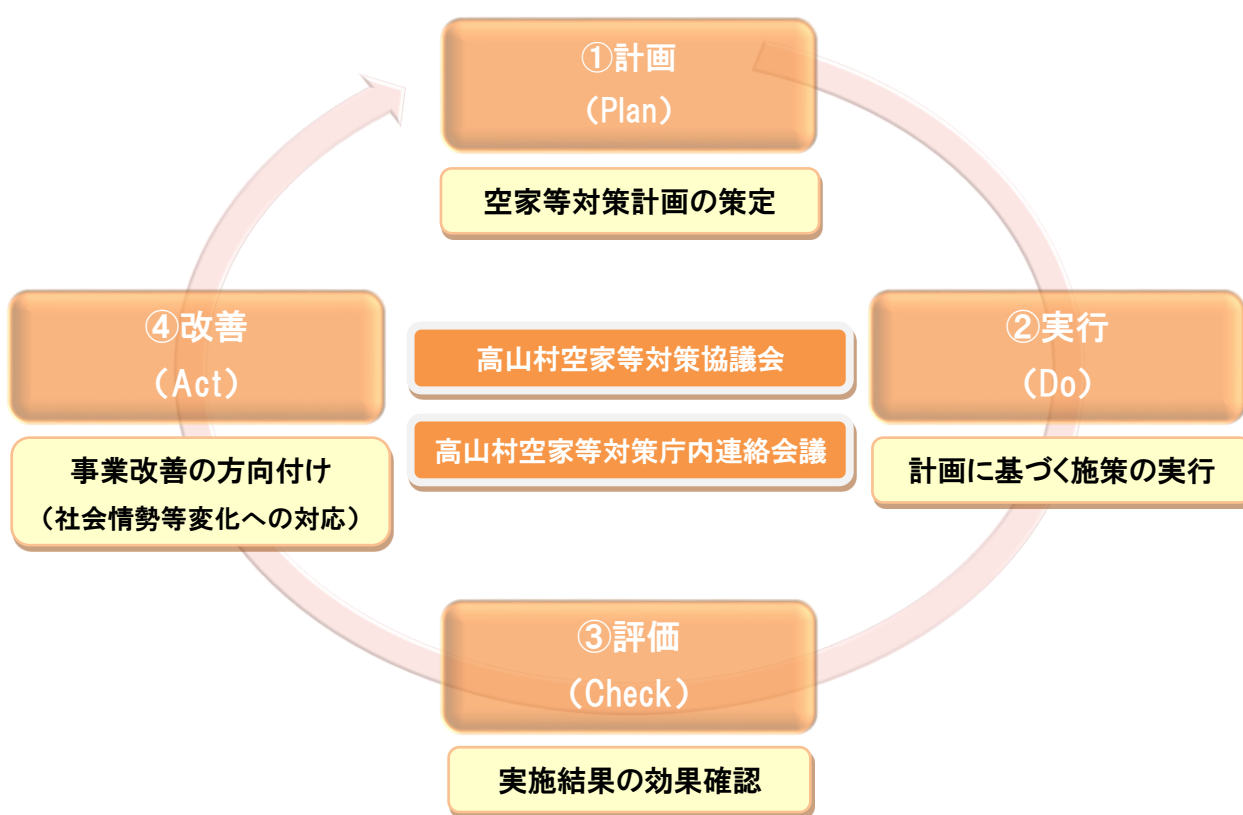 ①計画
（Plan）
空家等対策計画の策定
②実行
（Do）
計画に基づく施策の実行
③評価
（Check）
実施結果の効果確認
④改善
（Act）
事業改善の方向付け
（社会情勢等変化への対応）
高山村空家等対策協議会
高山村空家等対策庁内連絡会議